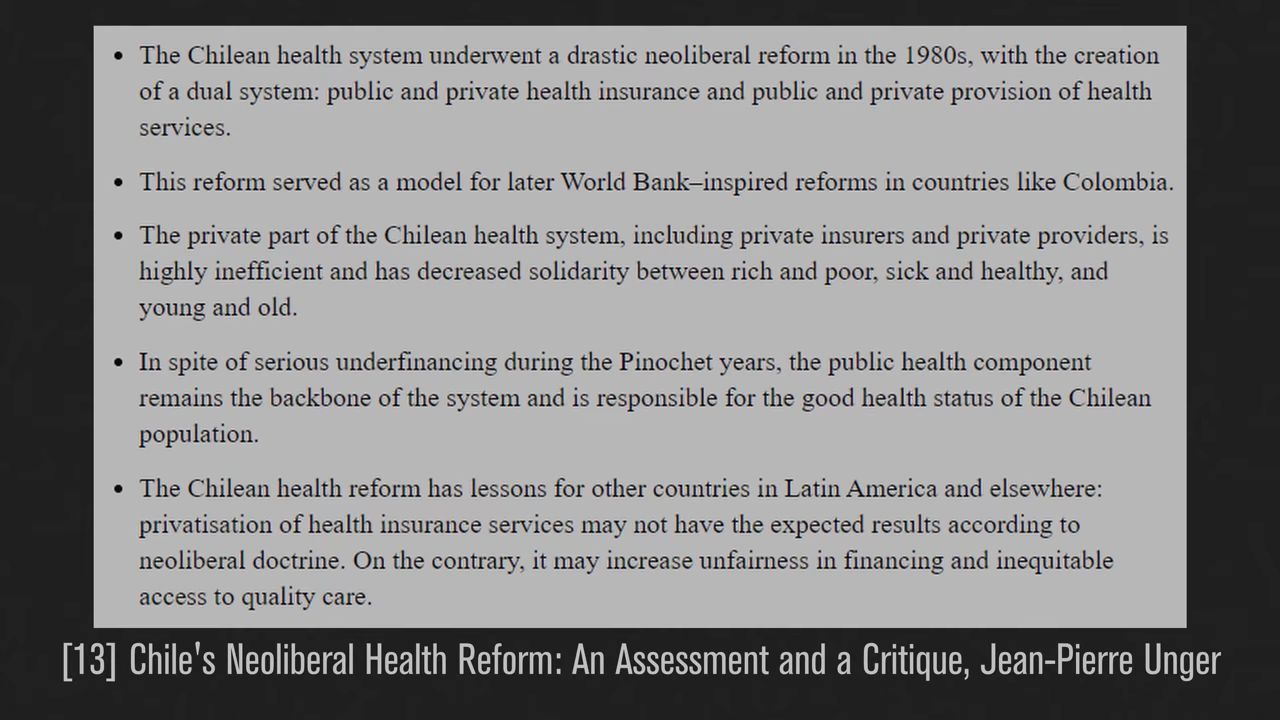 • The Chilean health system underwent a drastic neoliberal reform in the 1980s, with the creation
of a dual system: public and private health insurance and public and private provision of health
services.
• This reform served as a model for later World Bank–inspired reforms in countries like Colombia.
• The private part of the Chilean health system, including private insurers and private providers, is
highly inefficient and has decreased solidarity between rich and poor, sick and healthy, and
young and old.
• In spite of serious underfinancing during the Pinochet years, the public health component
remains the backbone of the system and is responsible for the good health status of the Chilean
population.
• The Chilean health reform has lessons for other countries in Latin America and elsewhere:
privatisation of health insurance services may not have the expected results according to
neoliberal doctrine. On the contrary, it may increase unfairness in financing and inequitable
access to quality care.
[13] Chile's Neoliberal Health Reform: An Assessment and a Critique, Jean-Pierre Unger